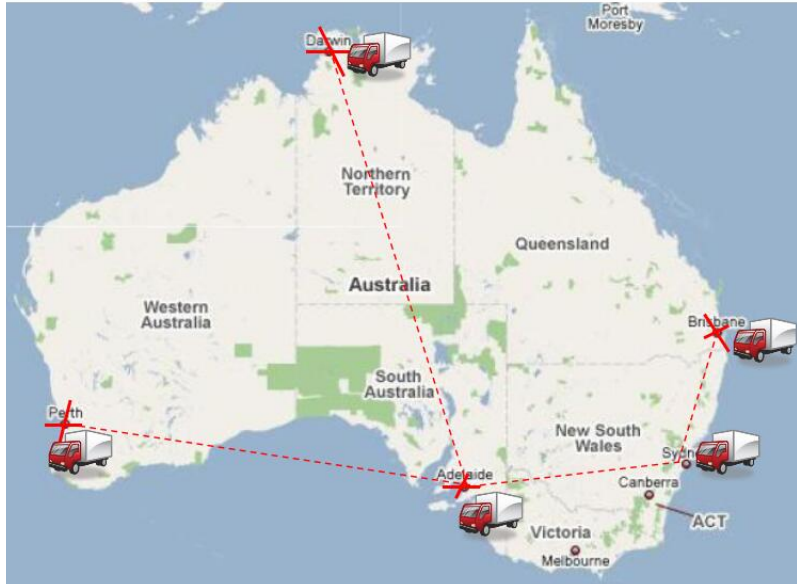 Port
Moresby
Darwin
Northern
Territory
Queensland
Australia
Western
Australia
Brisbane
South
Australia
Perth
New South
Wales
Sydne
Adelaide
Canberra
ACT
Victoria
Melbourne